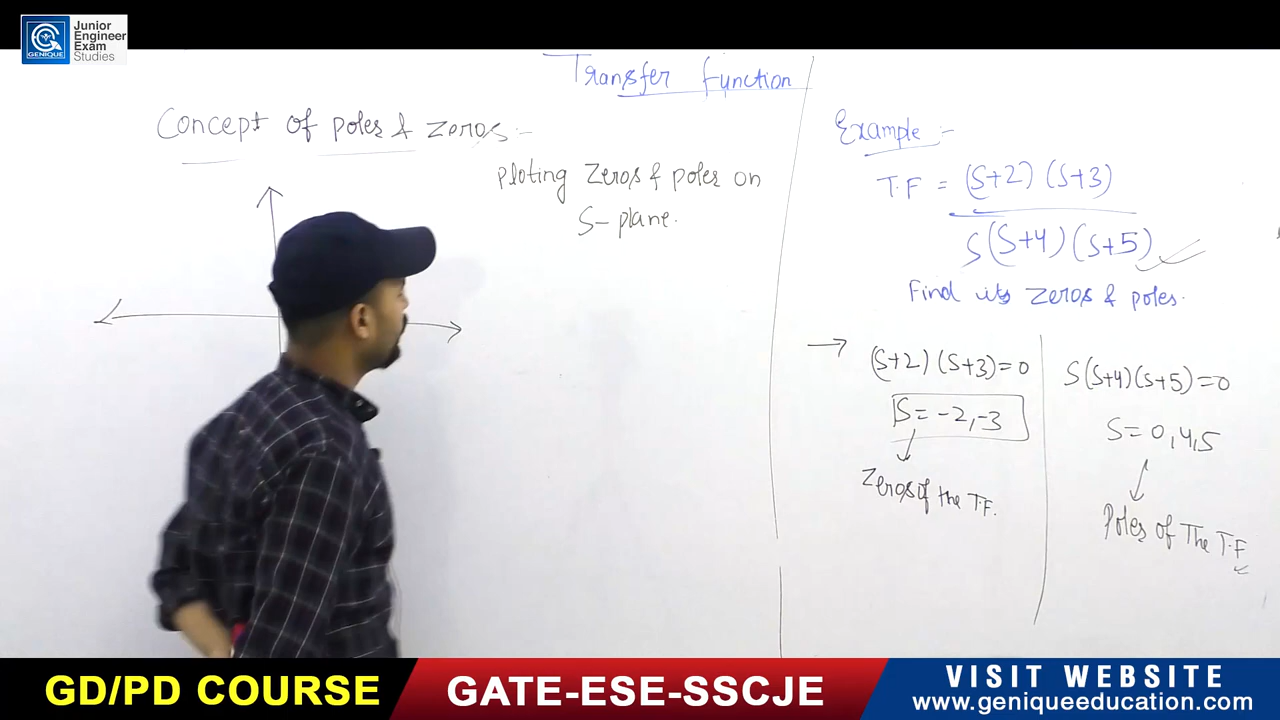 GENIQUE
Junior
Engineer
Exam
Studies
Transfer function
Concept of poles & zeros :-
Ploting zeros & poles on
S-plane.
Example :-
T.F = (S+2) (S+3)
S(S+4) (S+5)
Find its zeros & poles.
→ (S+2) (S+3)=0
S= -2,-3
Zeros of the T.F.
S(S+4)(S+5)=0
S= 0,4,5
Poles of The T.F
GD/PD COURSE
GATE-ESE-SSCJE
VISIT WEBSITE
www.geniqueeducation.com